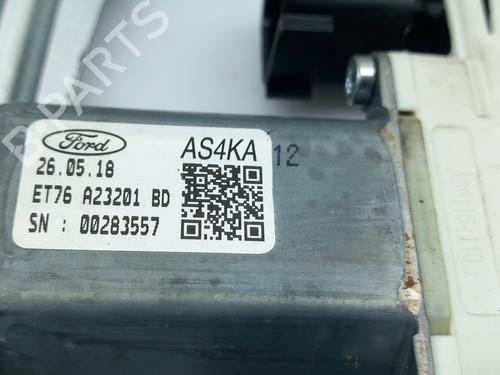 B-PARTS
Ford
AS4KA
12
26.05.18
ET76 A23201 BD
SN : 00283557